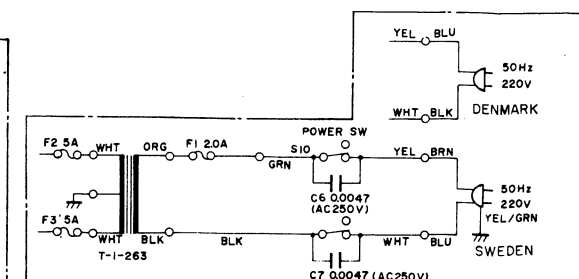 YEL BLU
50Hz
220V
DENMARK
WHT BLK
POWER SW
F2 5A WHT ORG F1 2.0A S10 YEL BRN
GRN
C6 0.0047
(AC250V)
50Hz
220V
YEL/GRN
F3 5A WHT BLK BLK WHT BLU
SWEDEN
T-1-263
C7 0.0047 (AC250V)